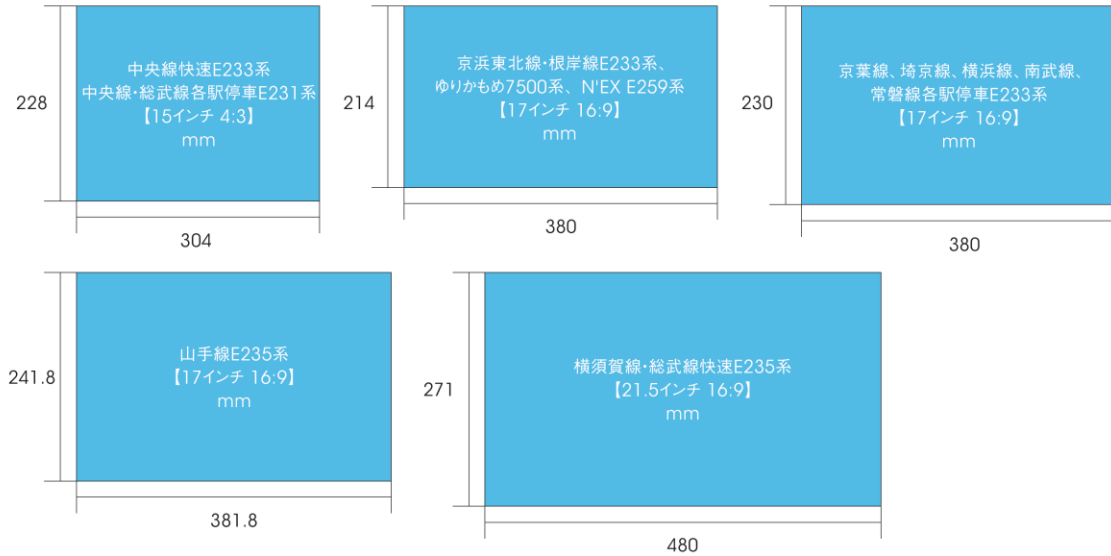 228
中央線快速E233系
中央線・総武線各駅停車E231系
【15インチ 4:3】
mm
304
214
京浜東北線・根岸線E233系、
ゆりかもめ7500系、N'EX E259系
【17インチ 16:9】
mm
380
230
京葉線、埼京線、横浜線、南武線、
常磐線各駅停車E233系
【17インチ 16:9】
mm
380
241.8
山手線E235系
【17インチ 16:9】
mm
381.8
271
横須賀線・総武線快速E235系
【21.5インチ 16:9】
mm
480